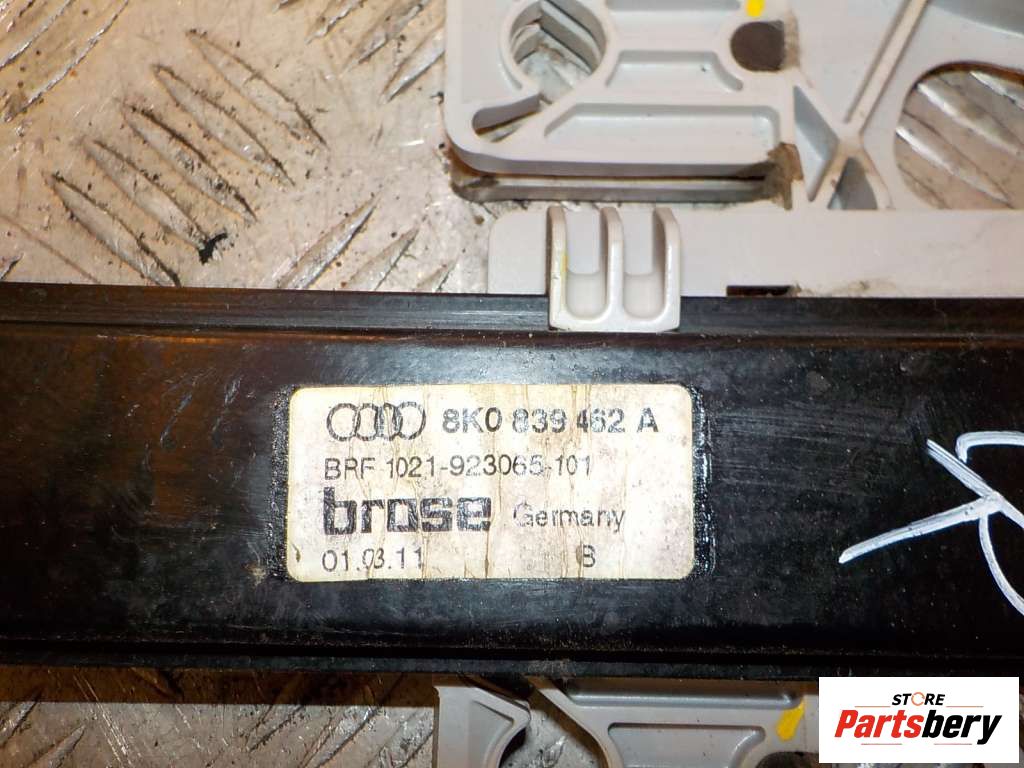 8K0 839 462 A
BRF 1021-923065-101
brose Germany
01.03.11 B
STORE
Partsbery